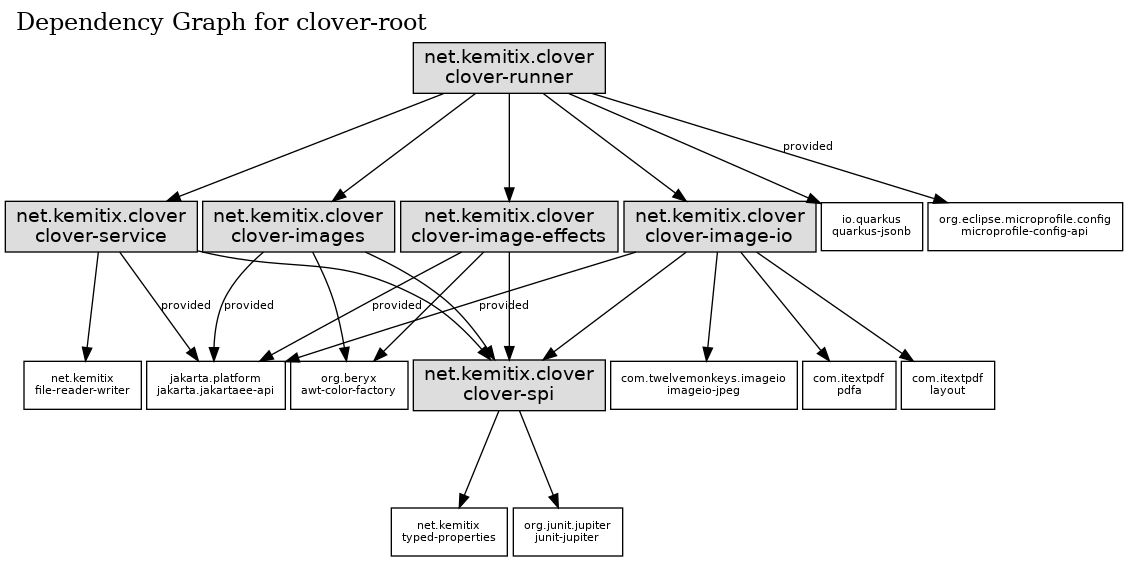 Dependency Graph for clover-root
net.kemitix.clover
clover-runner
provided
net.kemitix.clover
clover-service
net.kemitix.clover
clover-images
net.kemitix.clover
clover-image-effects
net.kemitix.clover
clover-image-io
io.quarkus
quarkus-jsonb
org.eclipse.microprofile.config
microprofile-config-api
provided
provided
provided
provided
net.kemitix
file-reader-writer
jakarta.platform
jakarta.jakartaee-api
org.beryx
awt-color-factory
net.kemitix.clover
clover-spi
com.twelvemonkeys.imageio
imageio-jpeg
com.itextpdf
pdfa
com.itextpdf
layout
net.kemitix
typed-properties
org.junit.jupiter
junit-jupiter